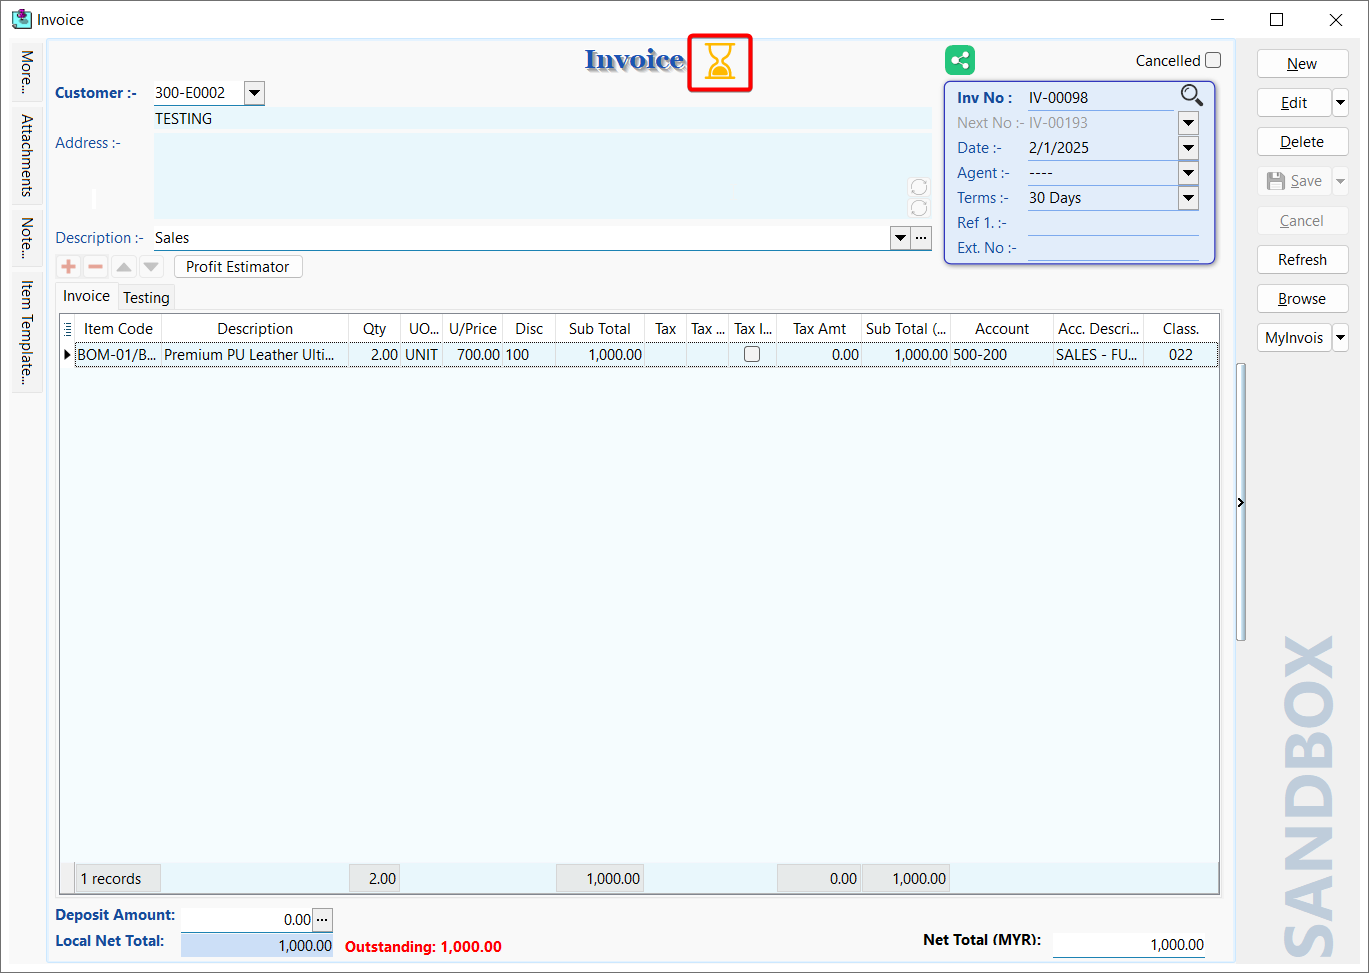 Invoice
More...
Attachments
Note...
Item Template...
Invoice
Cancelled
Customer :- 300-E0002
TESTING
Address :-
Description :- Sales
...
Profit Estimator
Inv No : IV-00098
Next No :- IV-00193
Date :- 2/1/2025
Agent :- ----
Terms :- 30 Days
Ref 1. :-
Ext. No :-
New
Edit
Delete
Save
Cancel
Refresh
Browse
MyInvois
Invoice Testing
Item Code Description Qty UO... U/Price Disc Sub Total Tax Tax ... Tax I... Tax Amt Sub Total (... Account Acc. Descri... Class.
BOM-01/B... Premium PU Leather Ulti... 2.00 UNIT 700.00 100 1,000.00 0.00 1,000.00 500-200 SALES - FU... 022
1 records 2.00 1,000.00 0.00 1,000.00
Deposit Amount: 0.00 ...
Local Net Total: 1,000.00 Outstanding: 1,000.00
Net Total (MYR): 1,000.00
SANDBOX